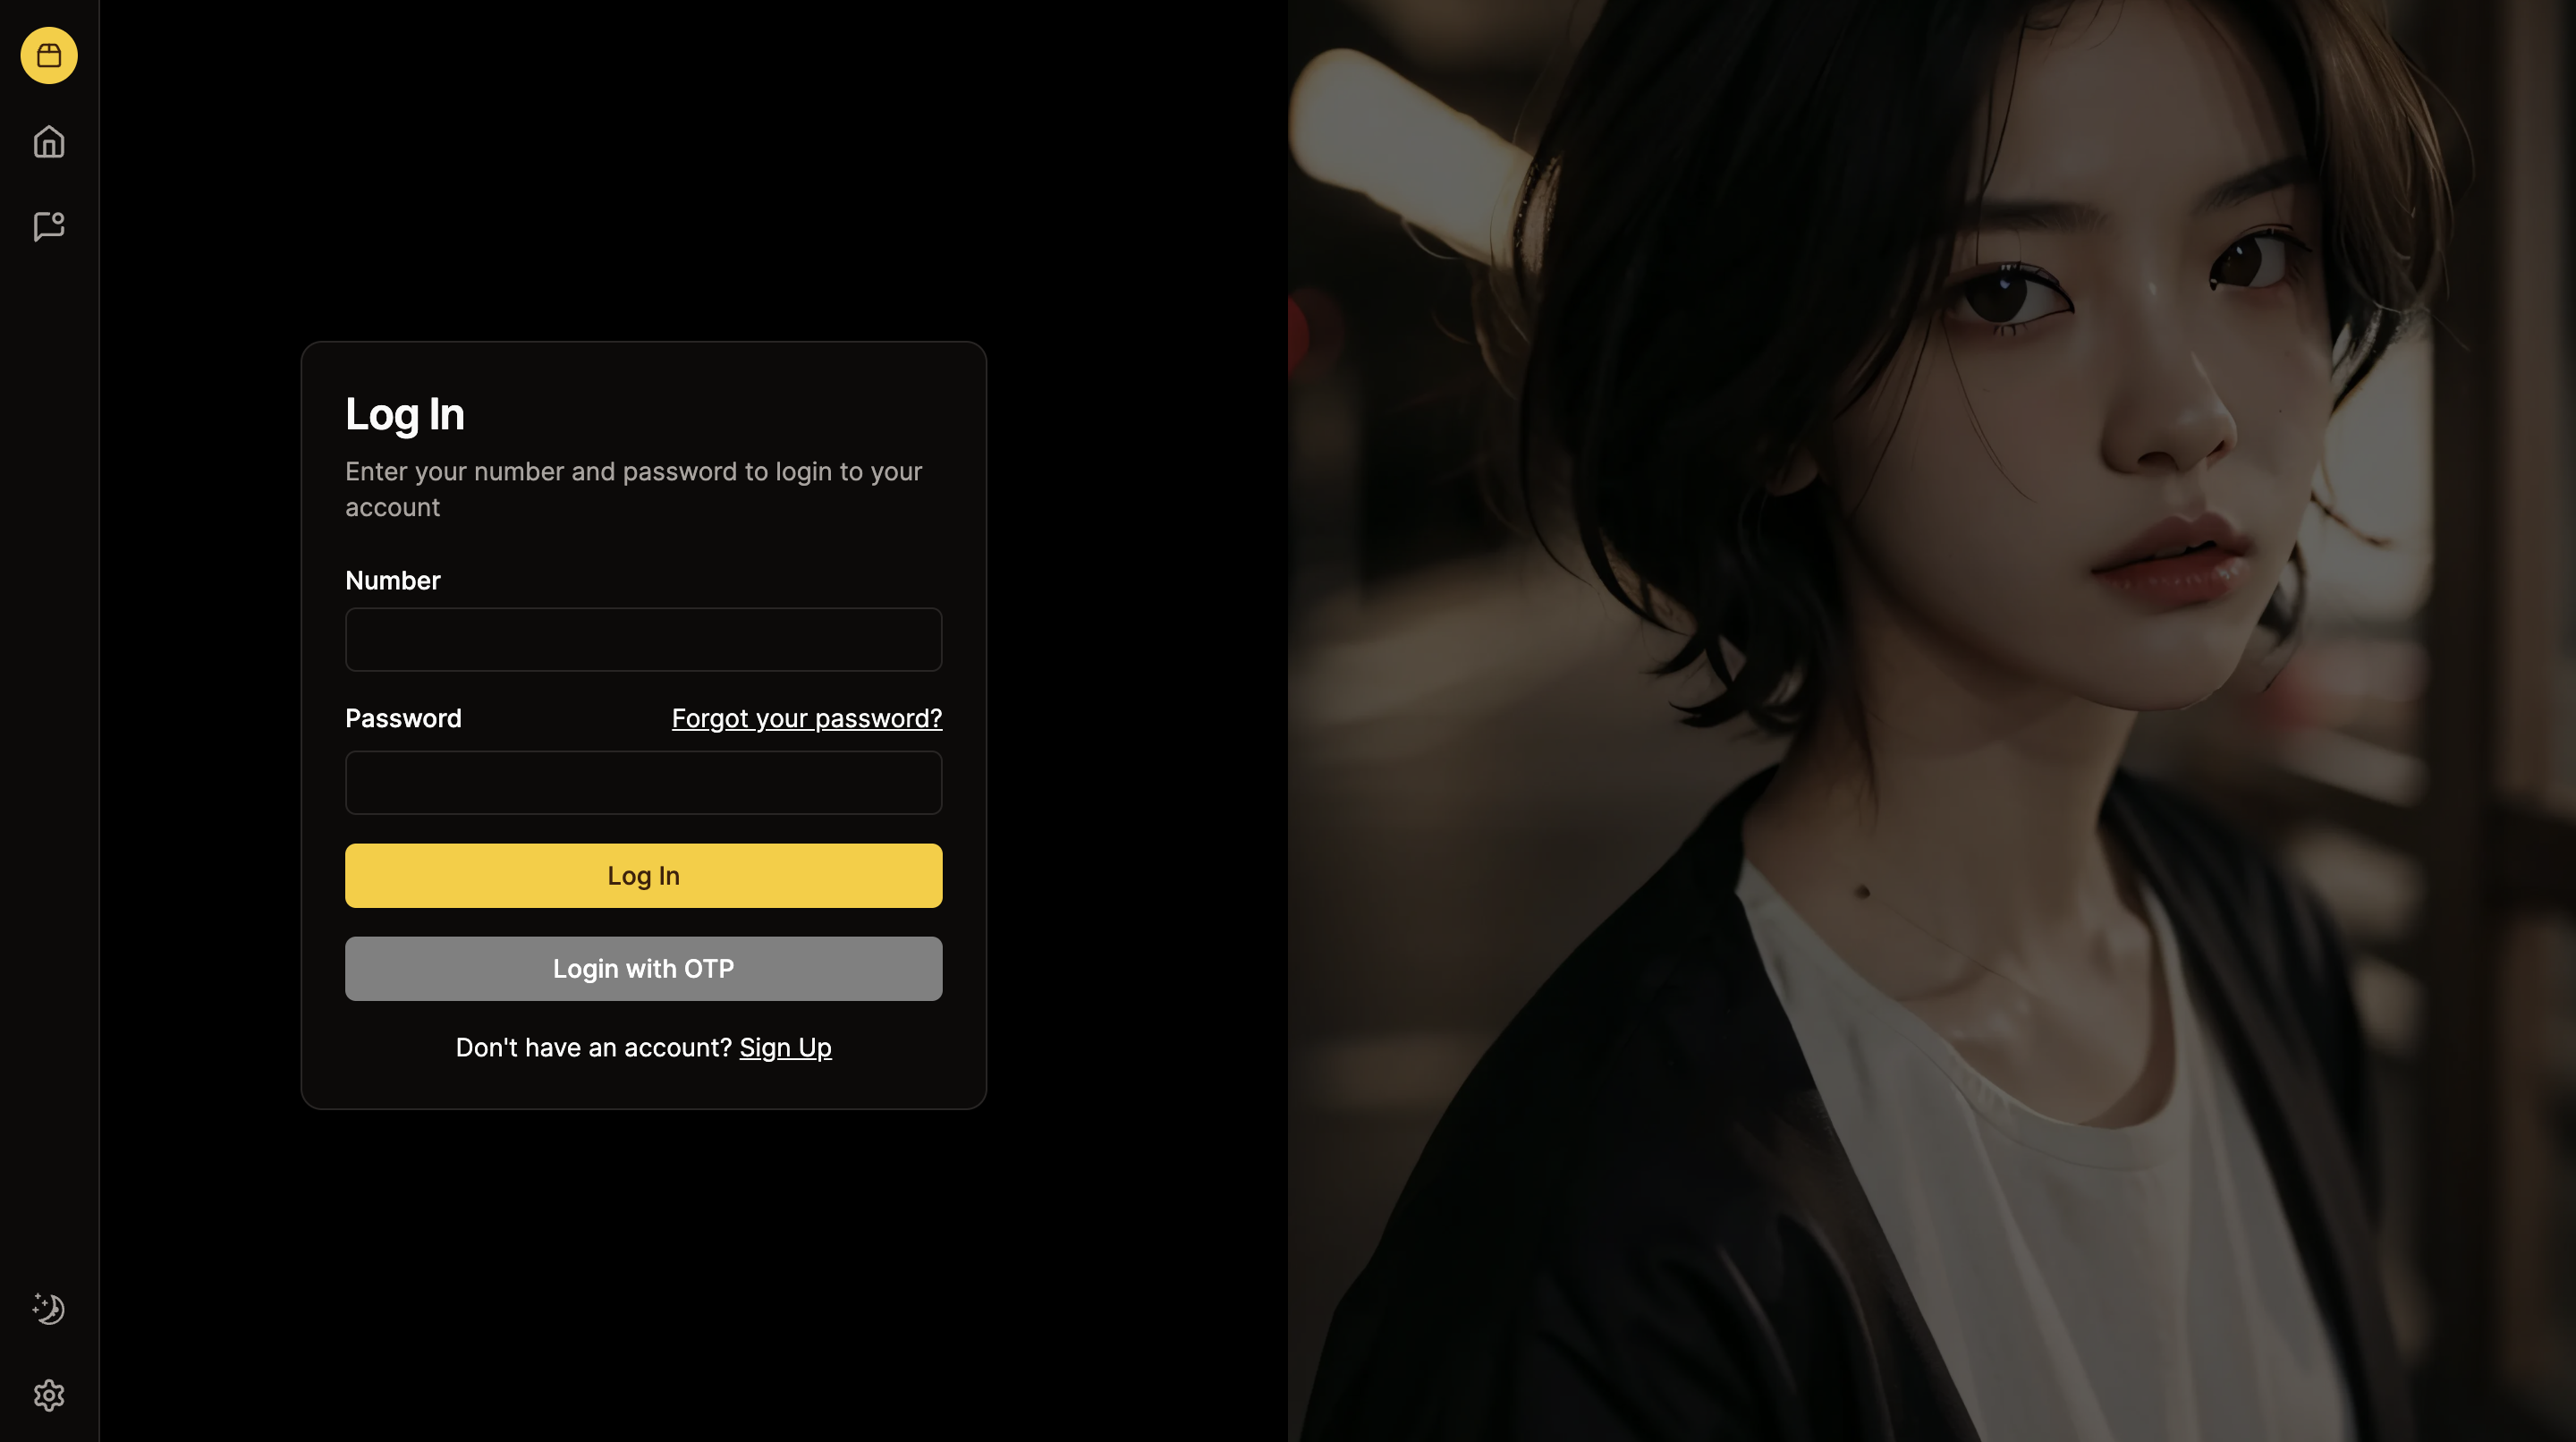 Log In
Enter your number and password to login to your
account
Number
Password Forgot your password?
Log In
Login with OTP
Don't have an account? Sign Up